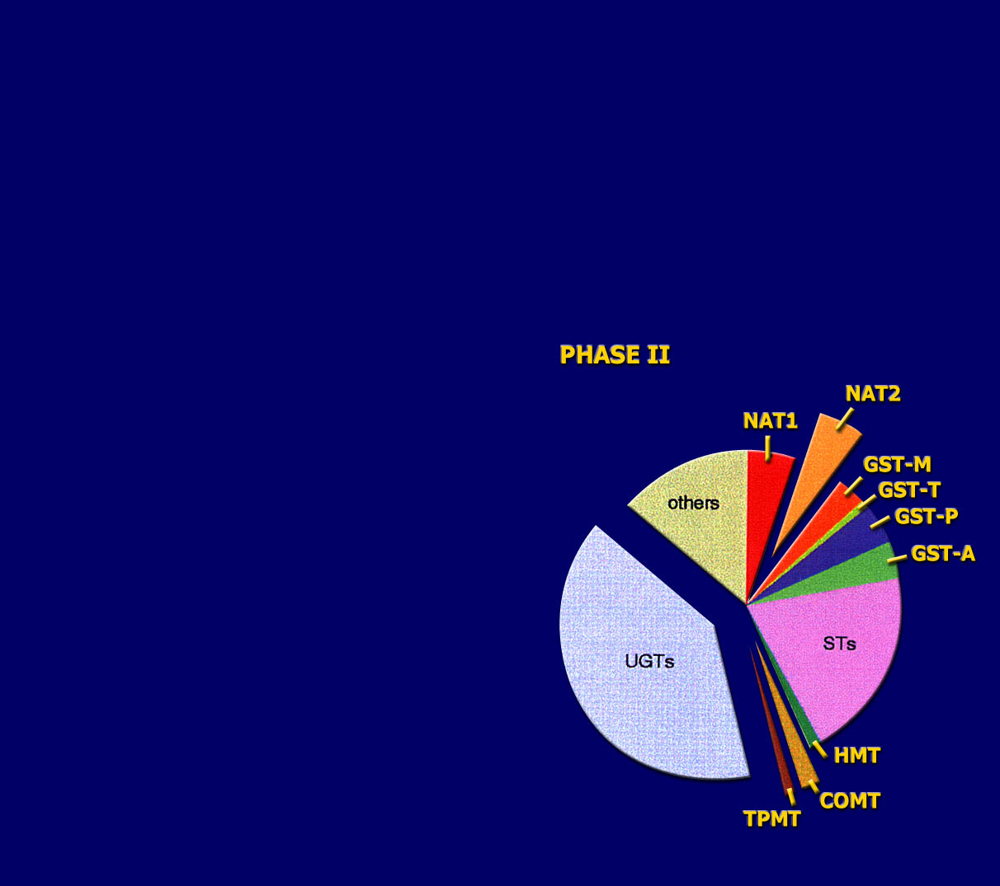 PHASE II
NAT2
NAT1
GST-M
GST-T
others
GST-P
GST-A
STs
UGTs
HMT
COMT
TPMT